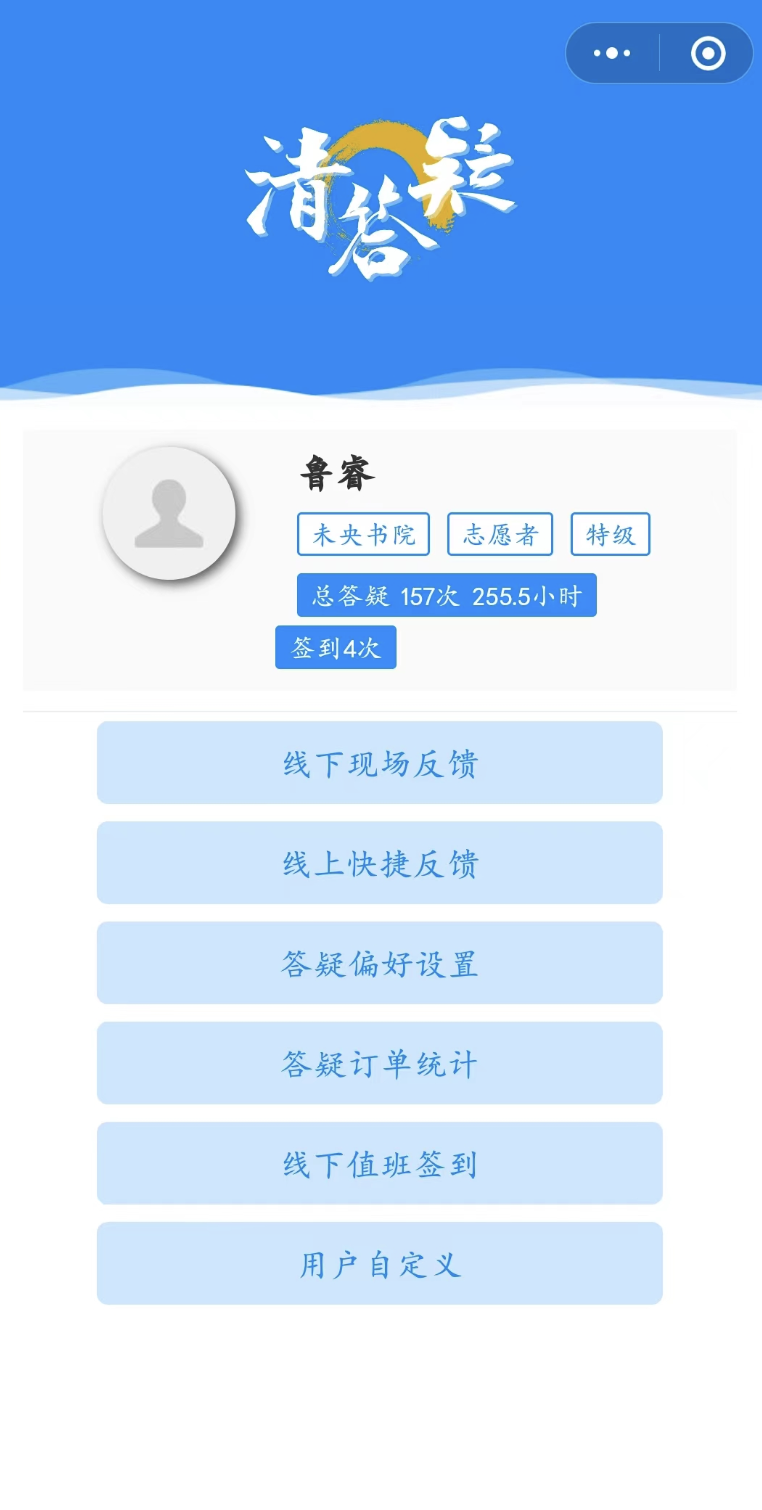 清答疑
鲁睿
未央书院 志愿者 特级
总答疑 157次 255.5小时
签到4次
线下现场反馈
线上快捷反馈
答疑偏好设置
答疑订单统计
线下值班签到
用户自定义